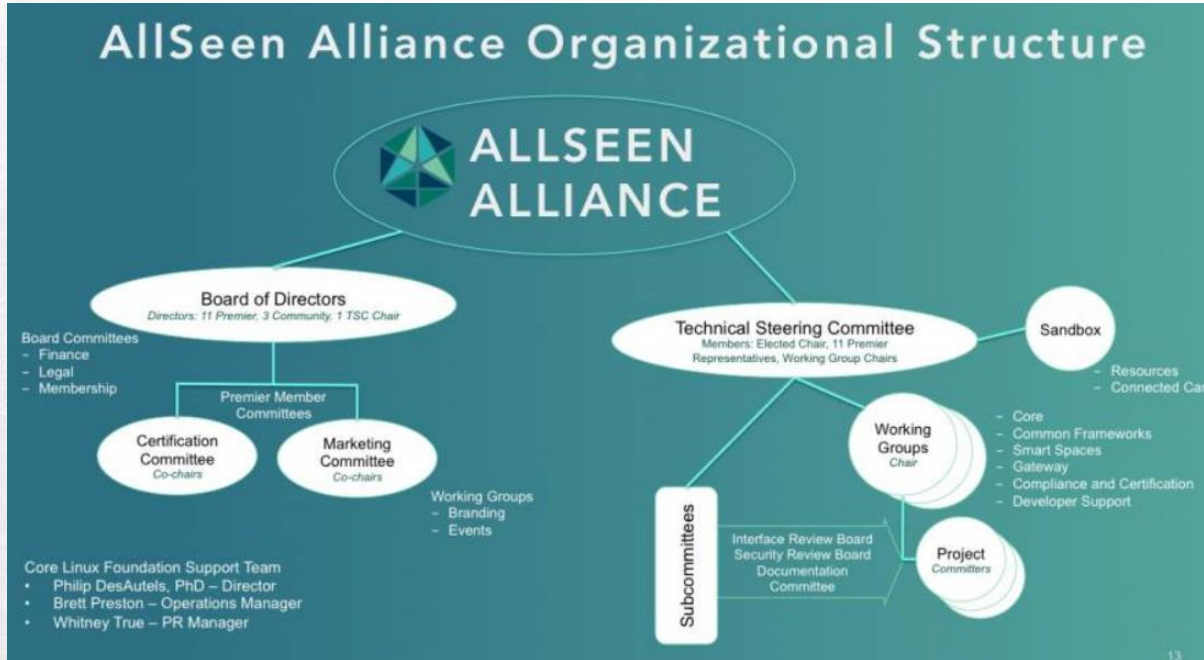 AllSeen Alliance Organizational Structure
ALLSEEN
ALLIANCE
Board of Directors
Directors: 11 Premier, 3 Community, 1 TSC Chair
Board Committees
– Finance
– Legal
– Membership
Premier Member
Committees
Certification
Committee
Co-chairs
Marketing
Committee
Co-chairs
Working Groups
– Branding
– Events
Core Linux Foundation Support Team
• Philip DesAutels, PhD – Director
• Brett Preston – Operations Manager
• Whitney True – PR Manager
Technical Steering Committee
Members: Elected Chair, 11 Premier
Representatives, Working Group Chairs
Sandbox
– Resources
– Connected Car
Working
Groups
Chair
– Core
– Common Frameworks
– Smart Spaces
– Gateway
– Compliance and Certification
– Developer Support
Subcommittees
Interface Review Board
Security Review Board
Documentation
Committee
Project
Committers
13